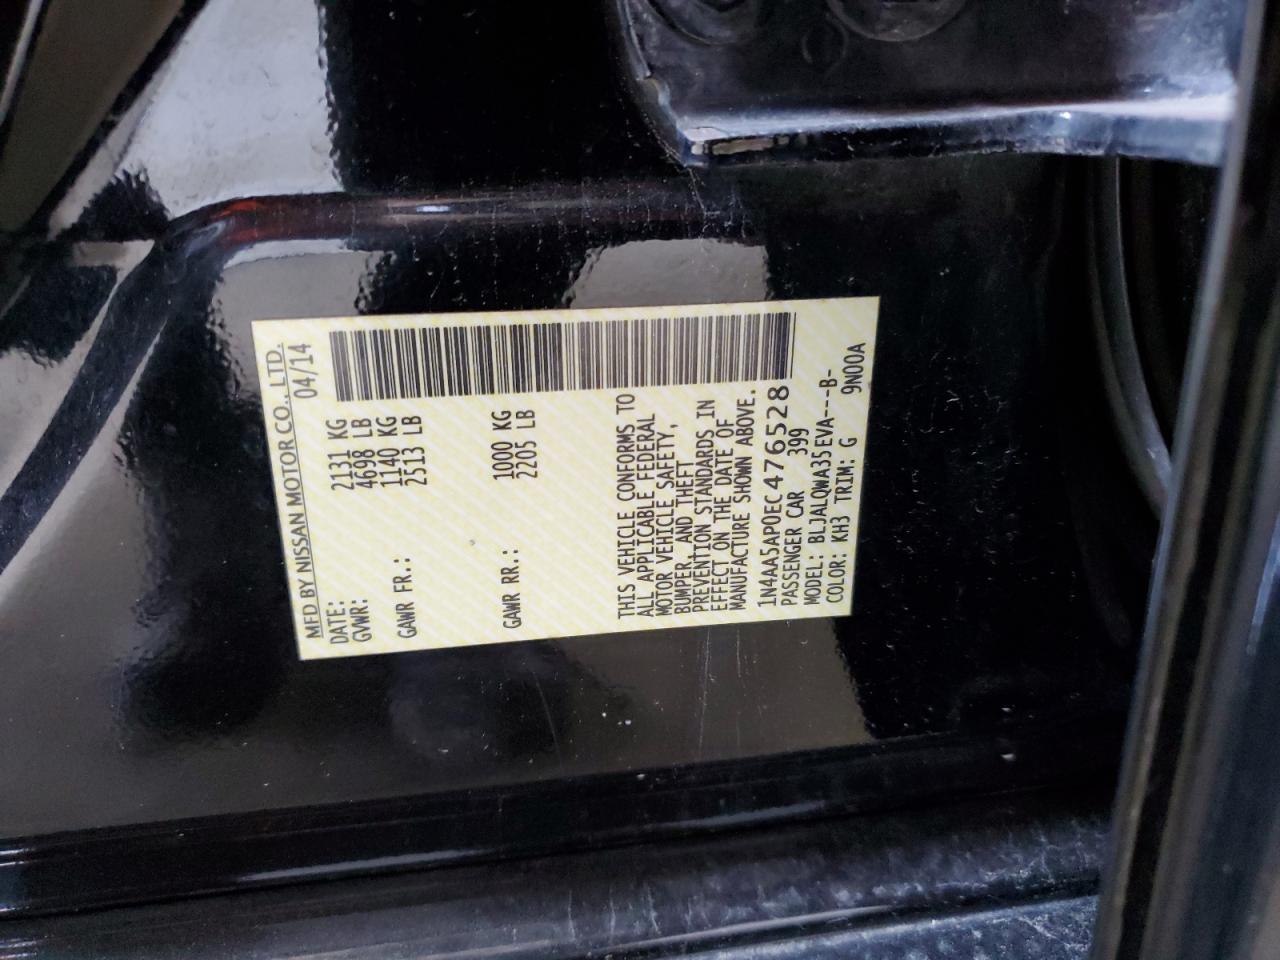 MFD BY NISSAN MOTOR CO., LTD.
DATE: 04/14
GVWR: 2131 KG
4698 LB
GAWR FR.: 1140 KG
2513 LB
GAWR RR.: 1000 KG
2205 LB
THIS VEHICLE CONFORMS TO
ALL APPLICABLE FEDERAL
MOTOR VEHICLE SAFETY,
BUMPER, AND THEFT
PREVENTION STANDARDS IN
EFFECT ON THE DATE OF
MANUFACTURE SHOWN ABOVE.
1N4AA5AP0EC476528
PASSENGER CAR 399
MODEL: BLJALQWA35EVA---B-
COLOR: KH3 TRIM: G 9N00A